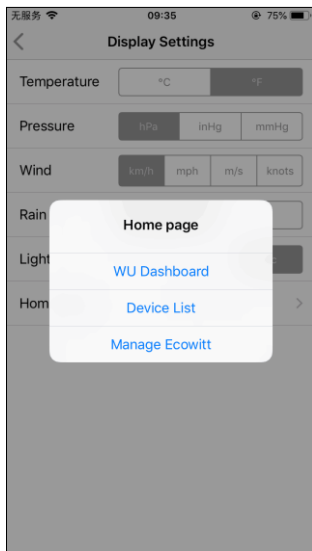 无服务 09:35 75%
Display Settings
Temperature °C °F
Pressure hPa inHg mmHg
Wind km/h mph m/s knots
Rain
Home page
Light
WU Dashboard
Hom Device List
Manage Ecowitt